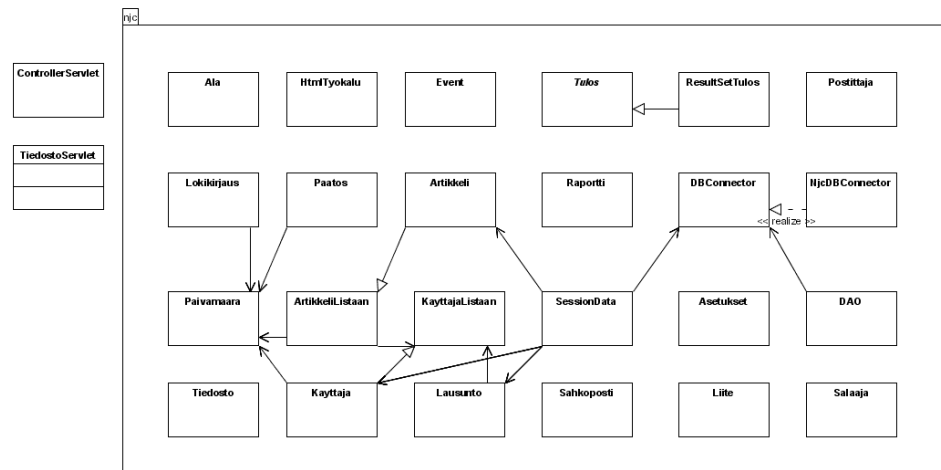 njc
ControllerServlet
TiedostoServlet
Ala
HtmlTyokalu
Event
Tulos
ResultSetTulos
Postittaja
Lokikirjaus
Paatos
Artikkeli
Raportti
DBConnector
NjcDBConnector
<< realize >>
Paivamaara
ArtikkeliListaan
KayttajaListaan
SessionData
Asetukset
DAO
Tiedosto
Kayttaja
Lausunto
Sahkoposti
Liite
Salaaja